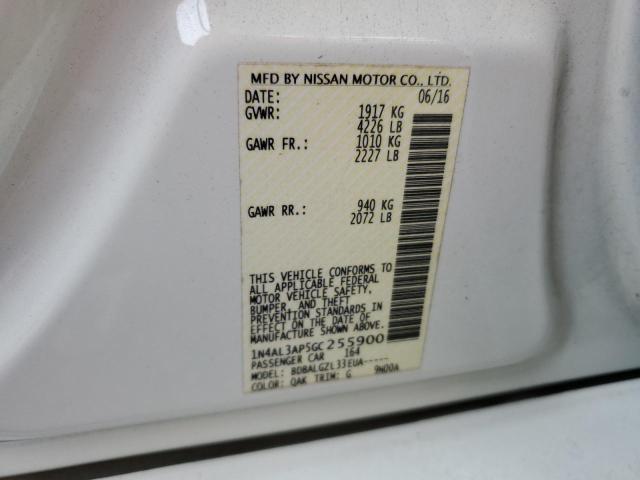 MFD BY NISSAN MOTOR CO., LTD.
DATE: 06/16
GVWR: 1917 KG
4226 LB
GAWR FR.: 1010 KG
2227 LB
GAWR RR.: 940 KG
2072 LB
THIS VEHICLE CONFORMS TO
ALL APPLICABLE FEDERAL
MOTOR VEHICLE SAFETY,
BUMPER, AND THEFT
PREVENTION STANDARDS IN
EFFECT ON THE DATE OF
MANUFACTURE SHOWN ABOVE.
1N4AL3AP5GC255900
PASSENGER CAR 164
MODEL: BDBALGZL33EUA-----
COLOR: QAK TRIM: G 9N00A